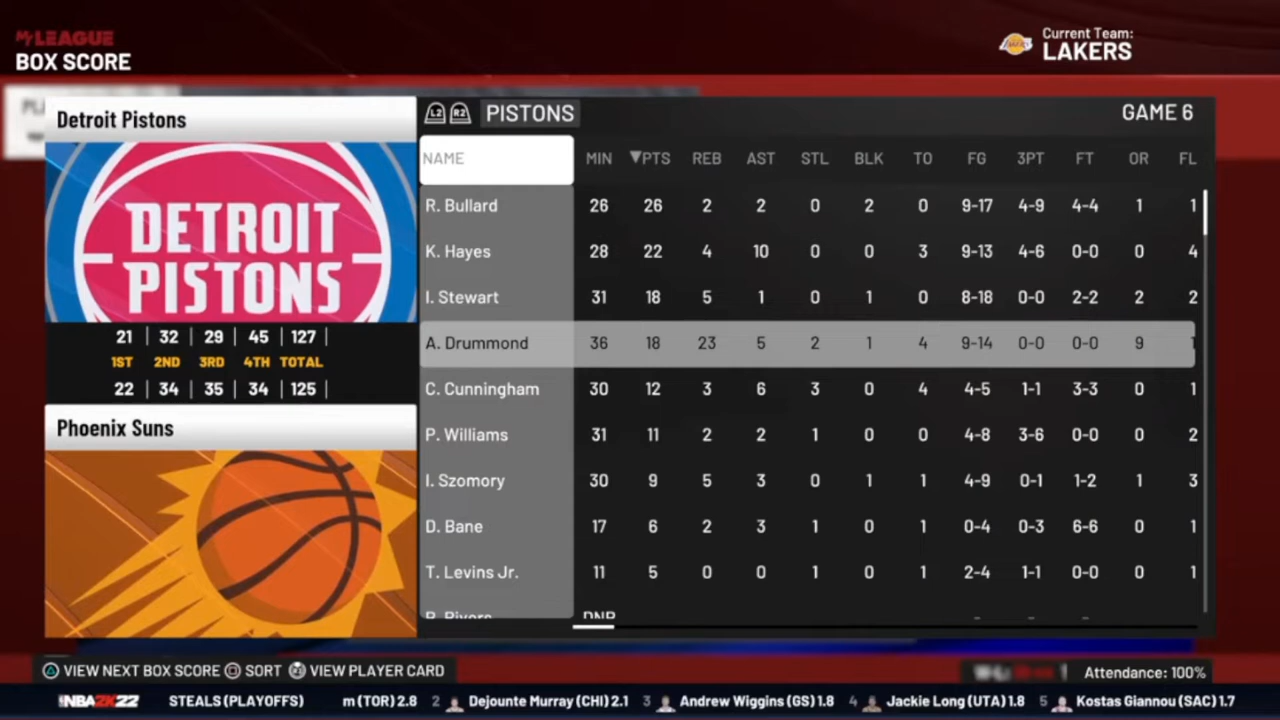 MyLEAGUE
BOX SCORE
Current Team:
LAKERS
Detroit Pistons
DETROIT
PISTONS
21 | 32 | 29 | 45 | 127 |
1ST 2ND 3RD 4TH TOTAL
22 | 34 | 35 | 34 | 125 |
Phoenix Suns
L2 R2 PISTONS GAME 6
NAME MIN ▼PTS REB AST STL BLK TO FG 3PT FT OR FL
R. Bullard 26 26 2 2 0 2 0 9-17 4-9 4-4 1 1
K. Hayes 28 22 4 10 0 0 3 9-13 4-6 0-0 0 4
I. Stewart 31 18 5 1 0 1 0 8-18 0-0 2-2 2 2
A. Drummond 36 18 23 5 2 1 4 9-14 0-0 0-0 9 1
C. Cunningham 30 12 3 6 3 0 4 4-5 1-1 3-3 0 1
P. Williams 31 11 2 2 1 0 0 4-8 3-6 0-0 0 2
I. Szomory 30 9 5 3 0 1 1 4-9 0-1 1-2 1 3
D. Bane 17 6 2 3 1 0 1 0-4 0-3 6-6 0 1
T. Levins Jr. 11 5 0 0 1 0 1 2-4 1-1 0-0 0 1
DNP
VIEW NEXT BOX SCORE SORT VIEW PLAYER CARD
Attendance: 100%
NBA 2K22 STEALS (PLAYOFFS) m (TOR) 2.8 2 Dejounte Murray (CHI) 2.1 3 Andrew Wiggins (GS) 1.8 4 Jackie Long (UTA) 1.8 5 Kostas Giannou (SAC) 1.7